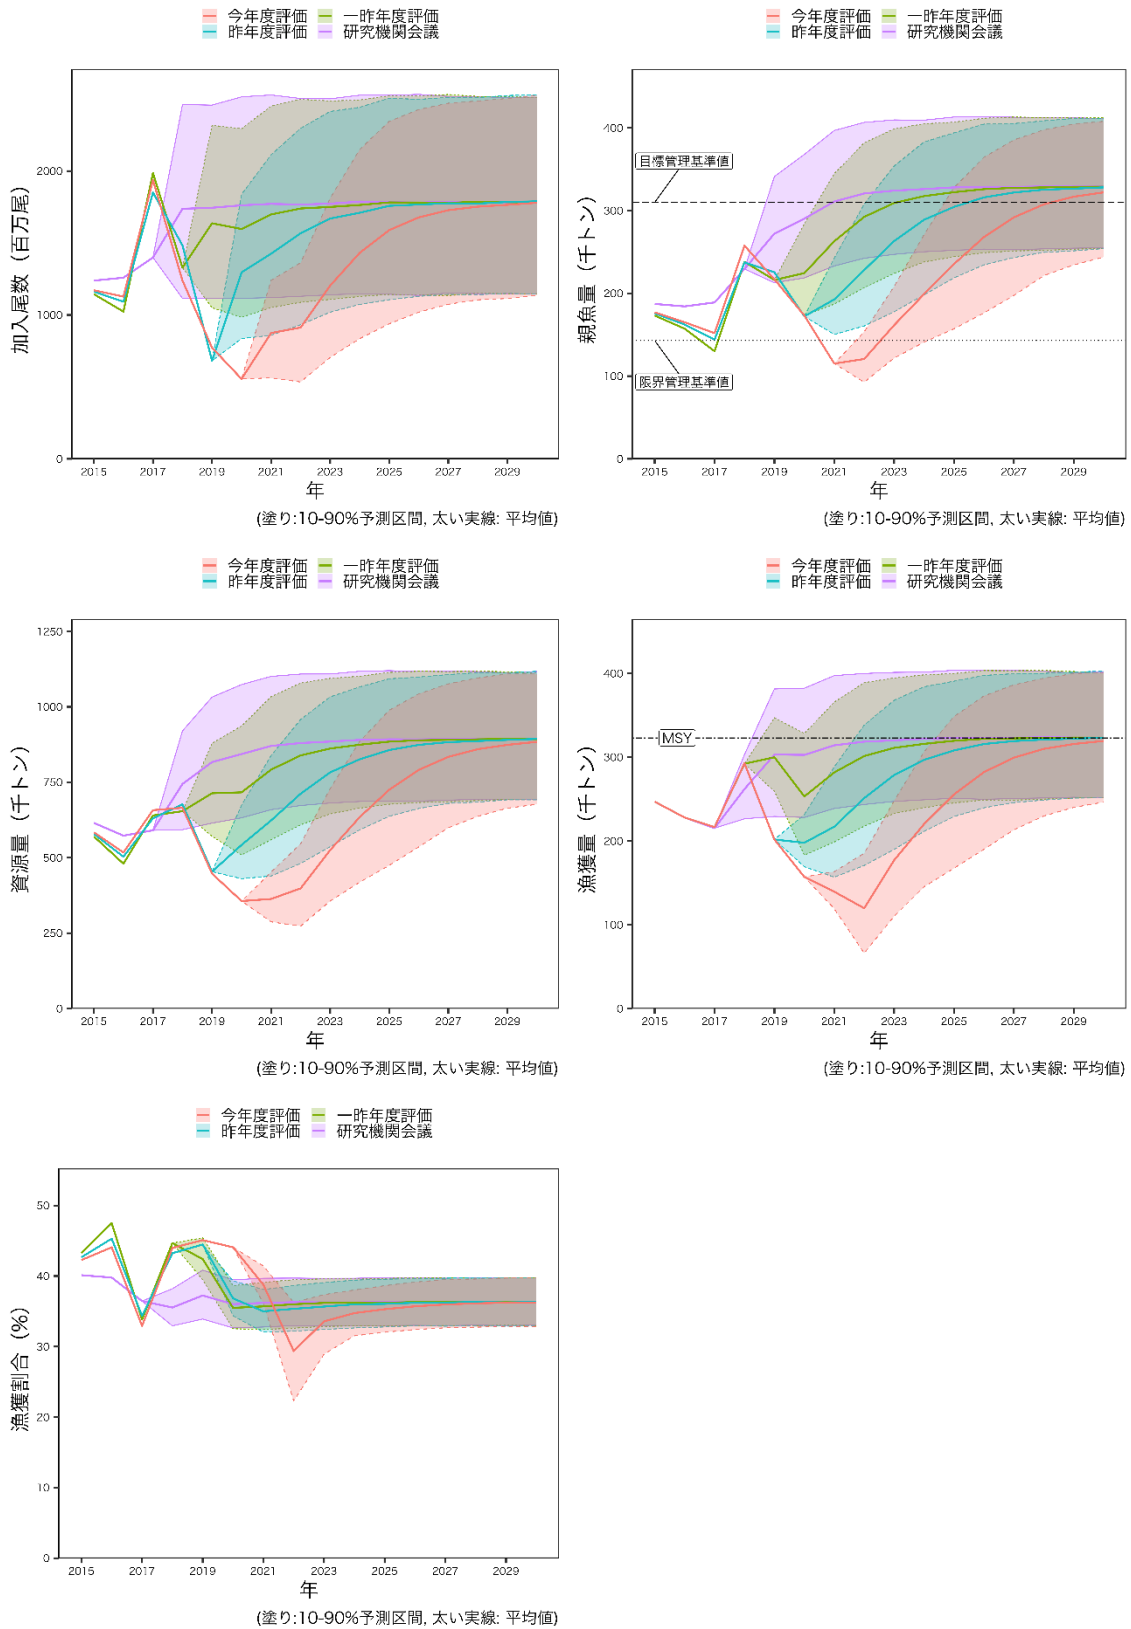 今年度評価 一昨年度評価
昨年度評価 研究機関会議
加入尾数（百万尾）
2000
1000
0
2015 2017 2019 2021 2023 2025 2027 2029
年
(塗り:10-90%予測区間, 太い実線: 平均値)
今年度評価 一昨年度評価
昨年度評価 研究機関会議
親魚量（千トン）
400
300
200
100
0
目標管理基準値
限界管理基準値
2015 2017 2019 2021 2023 2025 2027 2029
年
(塗り:10-90%予測区間, 太い実線: 平均値)
今年度評価 一昨年度評価
昨年度評価 研究機関会議
資源量（千トン）
1250
1000
750
500
250
0
2015 2017 2019 2021 2023 2025 2027 2029
年
(塗り:10-90%予測区間, 太い実線: 平均値)
今年度評価 一昨年度評価
昨年度評価 研究機関会議
漁獲量（千トン）
400
300
200
100
0
MSY
2015 2017 2019 2021 2023 2025 2027 2029
年
(塗り:10-90%予測区間, 太い実線: 平均値)
今年度評価 一昨年度評価
昨年度評価 研究機関会議
漁獲割合（%）
50
40
30
20
10
0
2015 2017 2019 2021 2023 2025 2027 2029
年
(塗り:10-90%予測区間, 太い実線: 平均値)